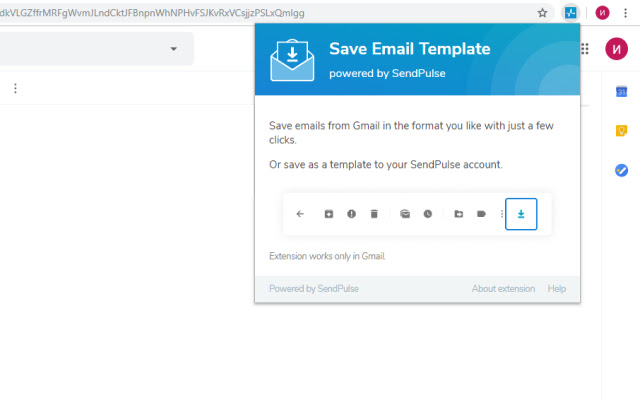 dkVLGZffrMRFgWvmJLndCktJFBnpnWhNPHvFSJKvRxVCsjjzPSLxQmlgg
И
Save Email Template
И
powered by SendPulse
31
Save emails from Gmail in the format you like with just a few
clicks.
Or save as a template to your SendPulse account.
Extension works only in Gmail.
Powered by SendPulse About extension Help